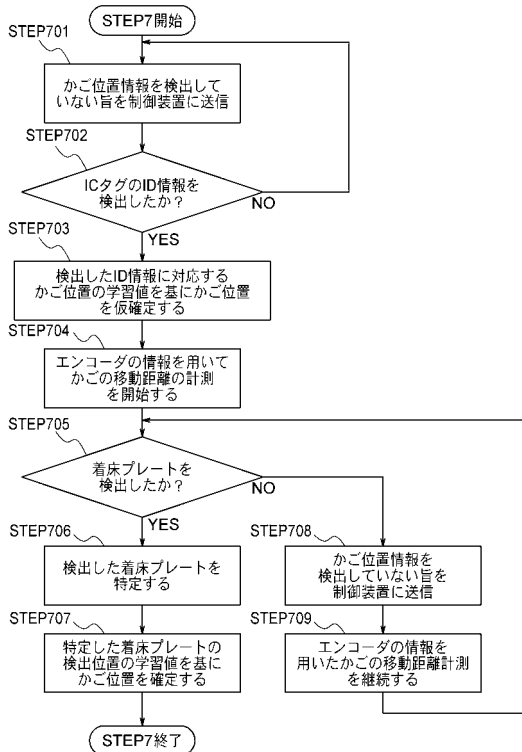 STEP7開始
STEP701
かご位置情報を検出して
いない旨を制御装置に送信
STEP702
ICタグのID情報を
検出したか？
NO
YES
STEP703
検出したID情報に対応する
かご位置の学習値を基にかご位置
を仮確定する
STEP704
エンコーダの情報を用いて
かごの移動距離の計測
を開始する
STEP705
着床プレートを
検出したか？
NO
YES
STEP706
検出した着床プレートを
特定する
STEP707
特定した着床プレートの
検出位置の学習値を基に
かご位置を確定する
STEP7終了
STEP708
かご位置情報を
検出していない旨を
制御装置に送信
STEP709
エンコーダの情報を
用いたかごの移動距離計測
を継続する